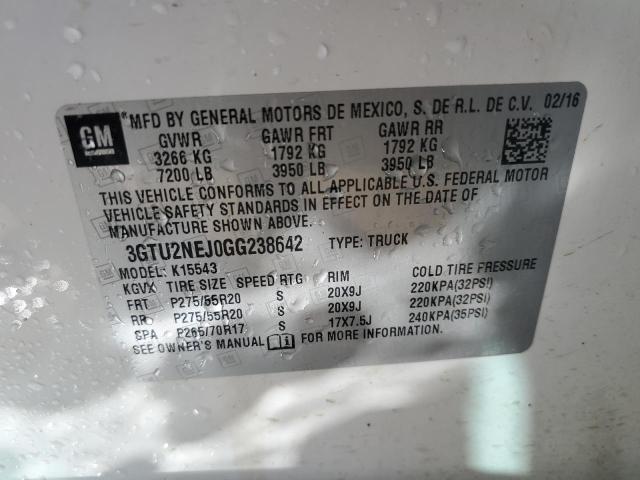 GM
*MFD BY GENERAL MOTORS DE MEXICO, S. DE R.L. DE C.V. 02/16
GVWR GAWR FRT GAWR RR
3266 KG 1792 KG 1792 KG
7200 LB 3950 LB 3950 LB
THIS VEHICLE CONFORMS TO ALL APPLICABLE U.S. FEDERAL MOTOR
VEHICLE SAFETY STANDARDS IN EFFECT ON THE DATE OF
MANUFACTURE SHOWN ABOVE.
3GTU2NEJ0GG238642 TYPE: TRUCK
MODEL: K15543
KGVX TIRE SIZE SPEED RTG RIM COLD TIRE PRESSURE
FRT P275/55R20 S 20X9J 220KPA(32PSI)
RR P275/55R20 S 20X9J 220KPA(32PSI)
SPA P265/70R17 S 17X7.5J 240KPA(35PSI)
SEE OWNER'S MANUAL FOR MORE INFORMATION